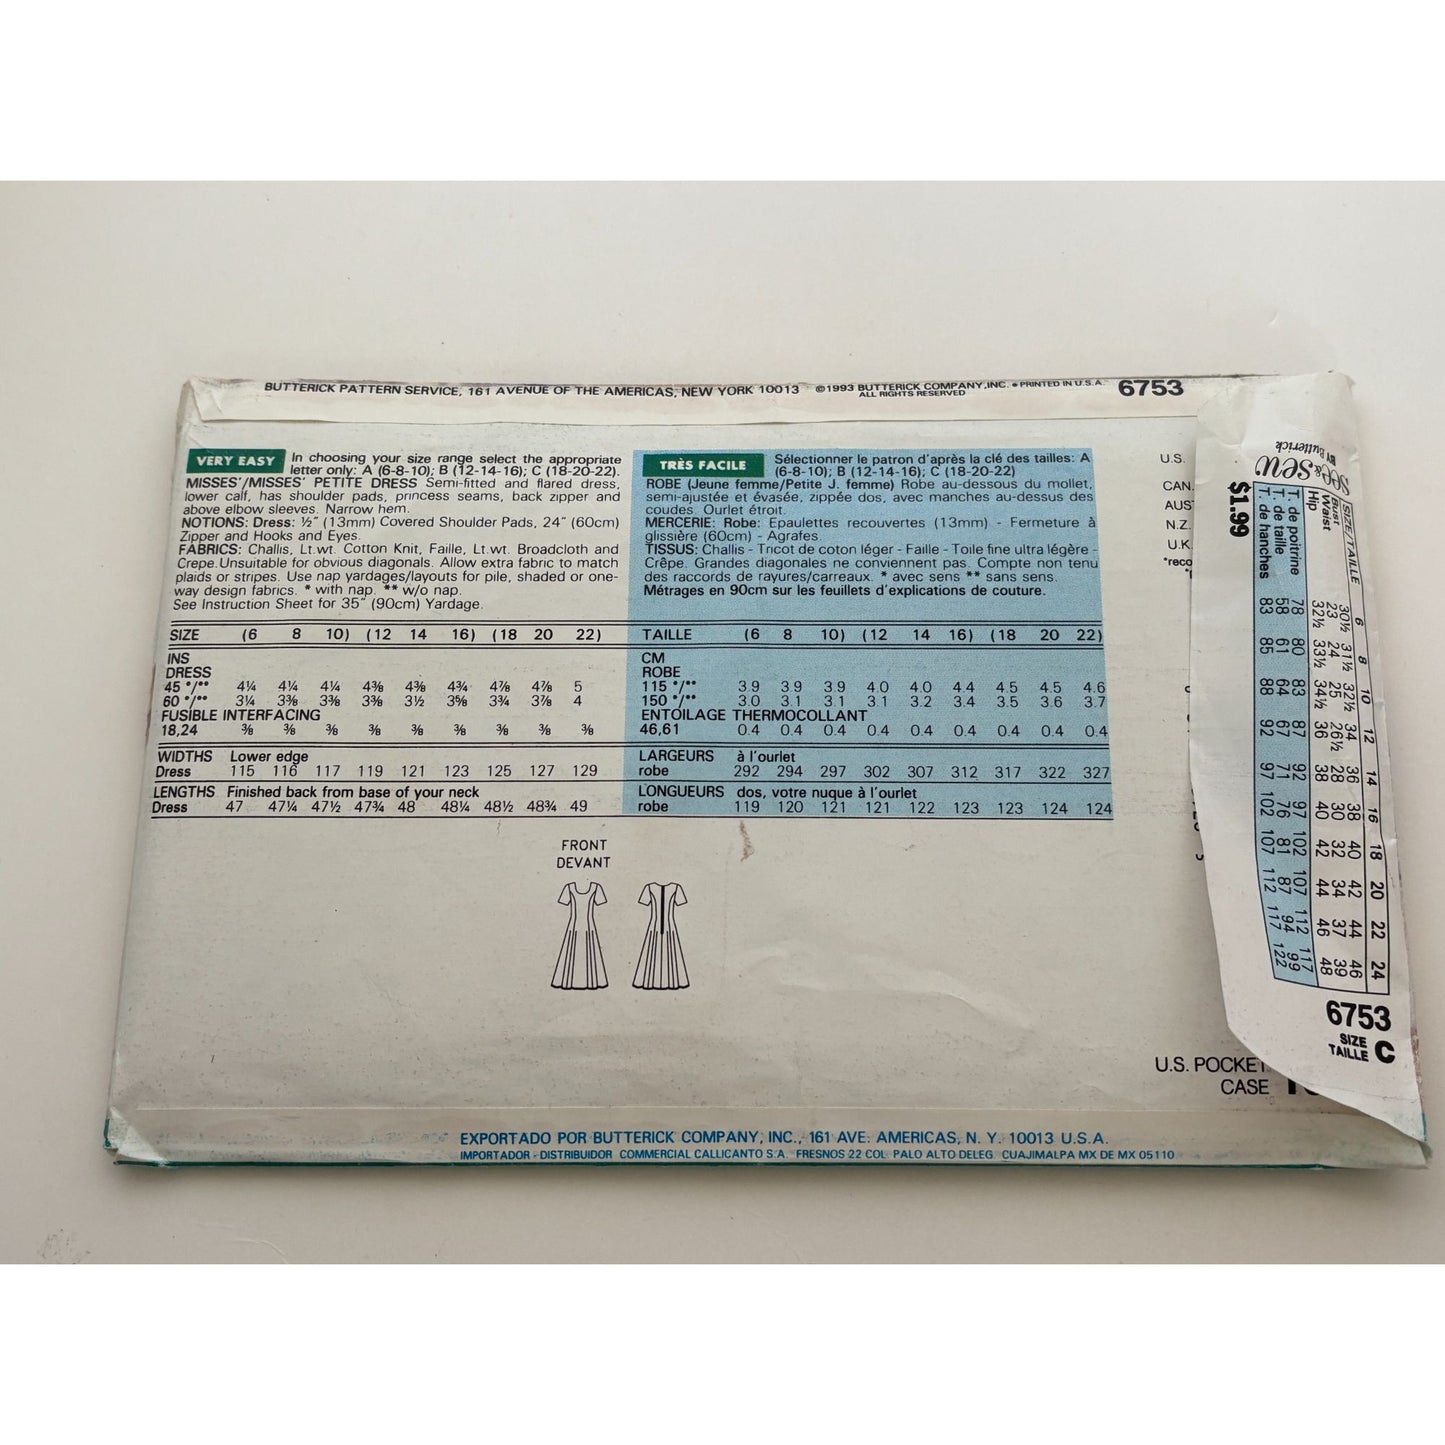 BUTTERICK PATTERN SERVICE, 161 AVENUE OF THE AMERICAS, NEW YORK 10013 ©1993 BUTTERICK COMPANY, INC. • PRINTED IN U.S.A. 6753
ALL RIGHTS RESERVED
VERY EASY In choosing your size range select the appropriate
letter only: A (6-8-10); B (12-14-16); C (18-20-22).
MISSES'/MISSES' PETITE DRESS Semi-fitted and flared dress,
lower calf, has shoulder pads, princess seams, back zipper and
above elbow sleeves. Narrow hem.
NOTIONS: Dress: ½" (13mm) Covered Shoulder Pads, 24" (60cm)
Zipper and Hooks and Eyes.
FABRICS: Challis, Lt.wt. Cotton Knit, Faille, Lt.wt. Broadcloth and
Crepe.Unsuitable for obvious diagonals. Allow extra fabric to match
plaids or stripes. Use nap yardages/layouts for pile, shaded or one-
way design fabrics. * with nap. ** w/o nap.
See Instruction Sheet for 35" (90cm) Yardage.
SIZE (6 8 10) (12 14 16) (18 20 22)
INS
DRESS
45 */** 4¼ 4¼ 4¼ 4⅜ 4⅜ 4¾ 4⅞ 4⅞ 5
60 */** 3¼ 3⅜ 3⅜ 3⅜ 3½ 3⅝ 3¾ 3⅞ 4
FUSIBLE INTERFACING
18,24 ⅜ ⅜ ⅜ ⅜ ⅜ ⅜ ⅜ ⅜ ⅜
WIDTHS Lower edge
Dress 115 116 117 119 121 123 125 127 129
LENGTHS Finished back from base of your neck
Dress 47 47¼ 47½ 47¾ 48 48¼ 48½ 48¾ 49
TRÈS FACILE Sélectionner le patron d'après la clé des tailles: A
(6-8-10); B (12-14-16); C (18-20-22)
ROBE (Jeune femme/Petite J. femme) Robe au-dessous du mollet,
semi-ajustée et évasée, zippée dos, avec manches au-dessus des
coudes. Ourlet étroit.
MERCERIE: Robe: Epaulettes recouvertes (13mm) - Fermeture à
glissière (60cm) - Agrafes.
TISSUS: Challis - Tricot de coton léger - Faille - Toile fine ultra légère -
Crêpe. Grandes diagonales ne conviennent pas. Compte non tenu
des raccords de rayures/carreaux. * avec sens ** sans sens.
Métrages en 90cm sur les feuillets d'explications de couture.
TAILLE (6 8 10) (12 14 16) (18 20 22)
CM
ROBE
115 */** 3.9 3.9 3.9 4.0 4.0 4.4 4.5 4.5 4.6
150 */** 3.0 3.1 3.1 3.1 3.2 3.4 3.5 3.6 3.7
ENTOILAGE THERMOCOLLANT
46,61 0.4 0.4 0.4 0.4 0.4 0.4 0.4 0.4 0.4
LARGEURS à l'ourlet
robe 292 294 297 302 307 312 317 322 327
LONGUEURS dos, votre nuque à l'ourlet
robe 119 120 121 121 122 123 123 124 124
FRONT
DEVANT
U.S.
CAN.
AUS
N.Z.
U.K.
*reco
See & Sew
BY Butterick
$1.99
SIZE/TAILLE 6 8 10 12 14 16 18 20 22 24
Bust 30½ 31½ 32½ 34 36 38 40 42 44 46
Waist 23 24 25 26½ 28 30 32 34 37 39
Hip 32½ 33½ 34½ 36 38 40 42 44 46 48
T. de poitrine 78 80 83 87 92 97 102 107 112 117
T. de taille 58 61 64 67 71 76 81 87 94 99
T. de hanches 83 85 88 92 97 102 107 112 117 122
6753
SIZE
TAILLE C
U.S. POCKET
CASE
EXPORTADO POR BUTTERICK COMPANY, INC., 161 AVE. AMERICAS, N. Y. 10013 U.S.A.
IMPORTADOR - DISTRIBUIDOR COMMERCIAL CALLICANTO S.A. FRESNOS 22 COL PALO ALTO DELEG. CUAJIMALPA MX DE MX 05110